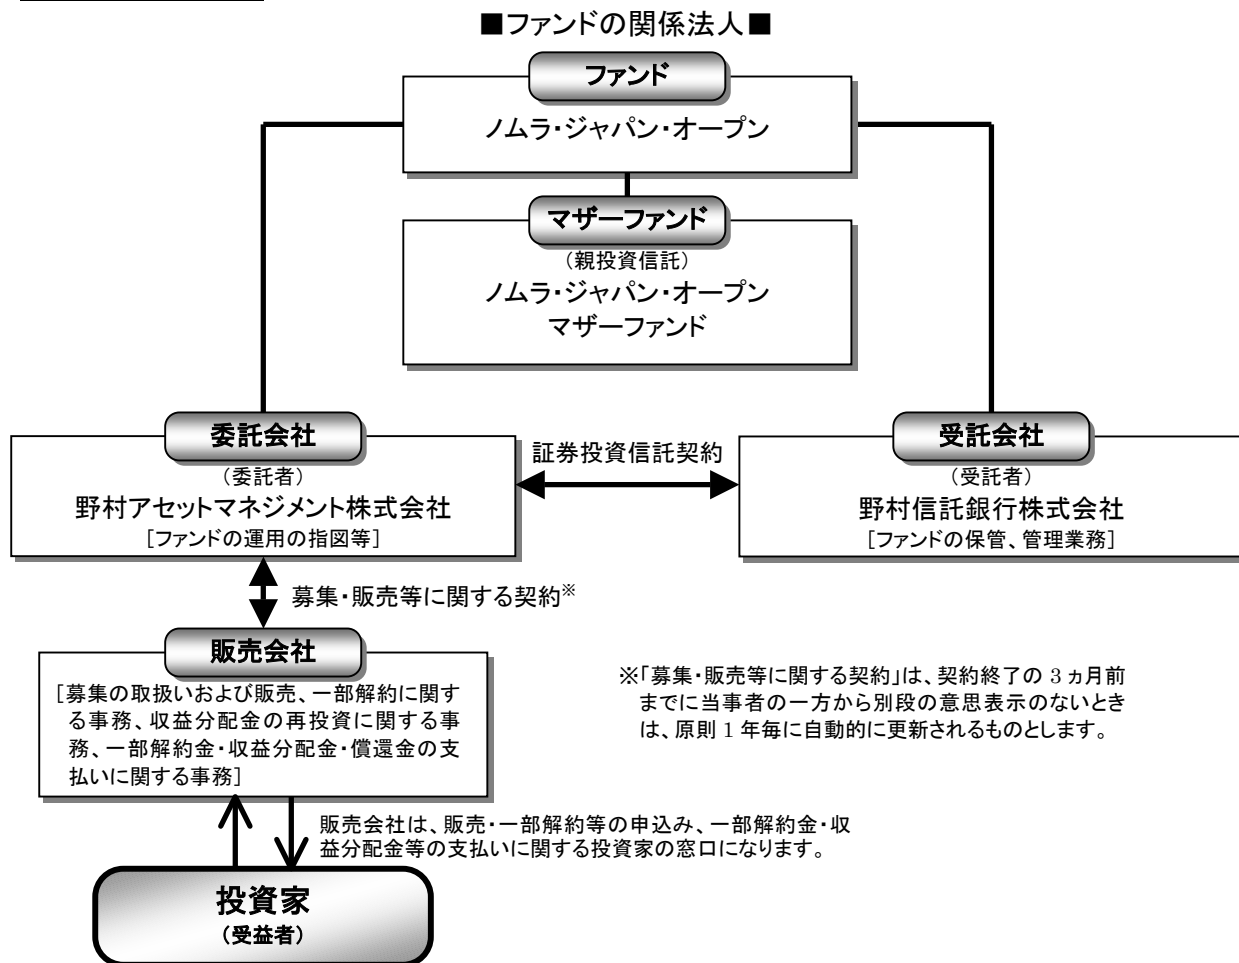 ■ファンドの関係法人■
ファンド
ノムラ・ジャパン・オープン
マザーファンド
（親投資信託）
ノムラ・ジャパン・オープン
マザーファンド
委託会社
（委託者）
野村アセットマネジメント株式会社
［ファンドの運用の指図等］
証券投資信託契約
受託会社
（受託者）
野村信託銀行株式会社
［ファンドの保管、管理業務］
募集・販売等に関する契約※
販売会社
［募集の取扱いおよび販売、一部解約に関す
る事務、収益分配金の再投資に関する事
務、一部解約金・収益分配金・償還金の支
払いに関する事務］
※「募集・販売等に関する契約」は、契約終了の 3 ヵ月前
までに当事者の一方から別段の意思表示のないとき
は、原則 1 年毎に自動的に更新されるものとします。
販売会社は、販売・一部解約等の申込み、一部解約金・収
益分配金等の支払いに関する投資家の窓口になります。
投資家
（受益者）